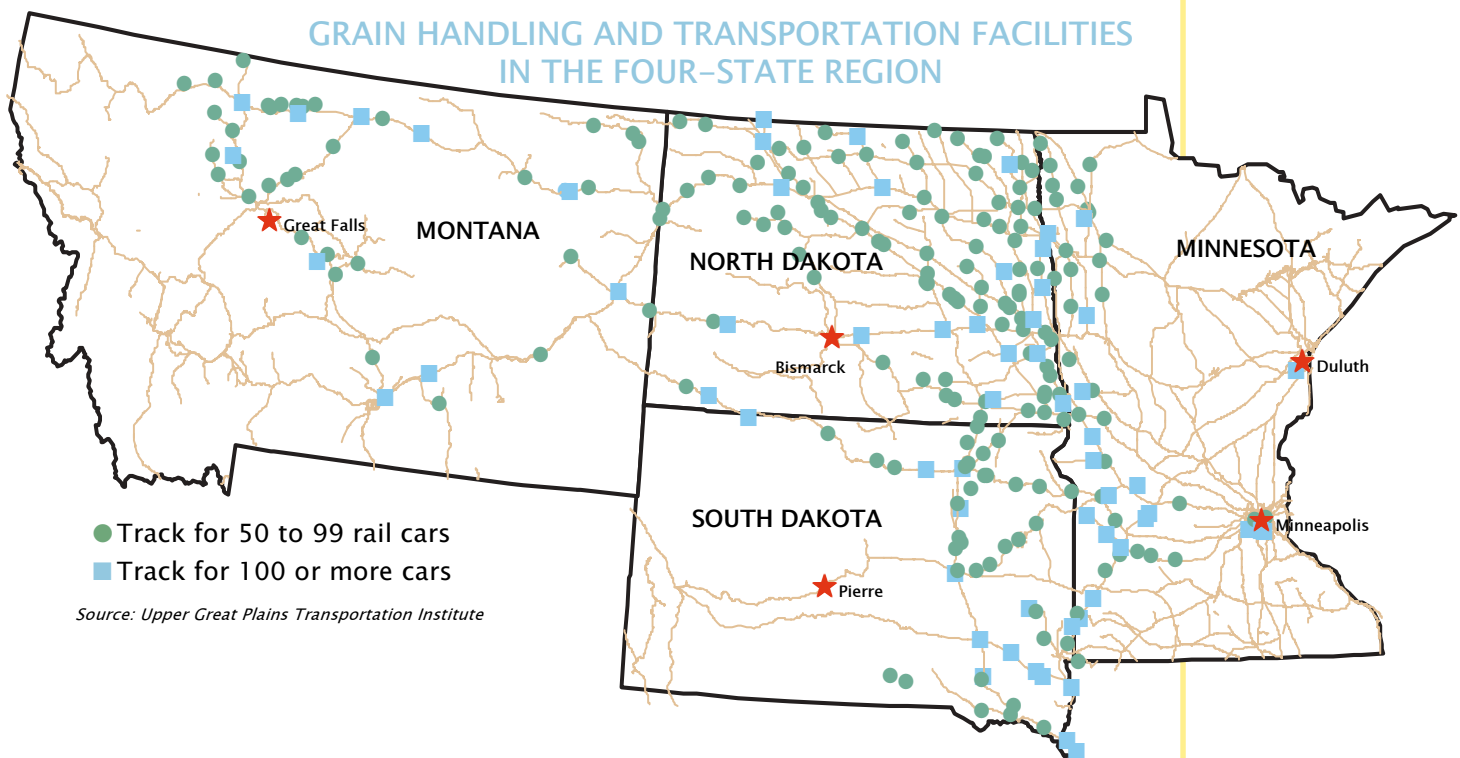 GRAIN HANDLING AND TRANSPORTATION FACILITIES
IN THE FOUR-STATE REGION
Great Falls
MONTANA
NORTH DAKOTA
MINNESOTA
Bismarck
Duluth
SOUTH DAKOTA
Minneapolis
Pierre
Track for 50 to 99 rail cars
Track for 100 or more cars
Source: Upper Great Plains Transportation Institute